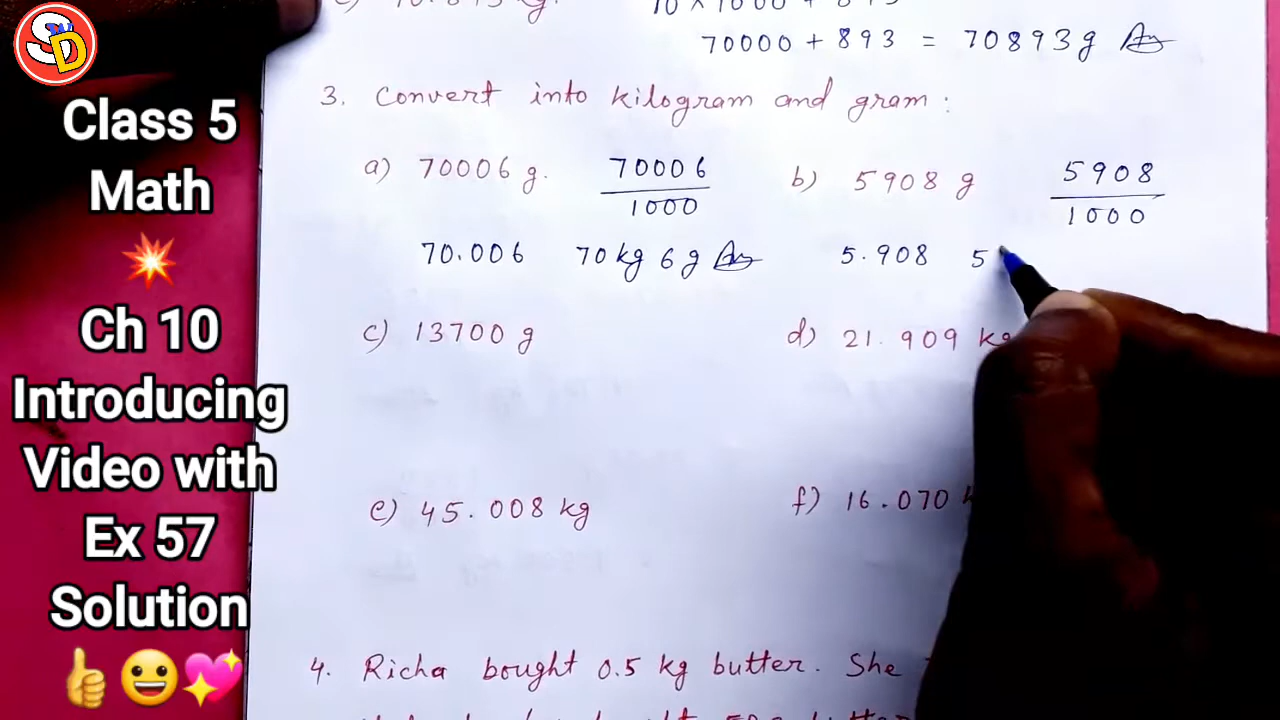 SD
Class 5
Math
💥
Ch 10
Introducing
Video with
Ex 57
Solution
👍😀💖
70000 + 893 = 70893 g Ans
3. Convert into kilogram and gram :
a) 70006 g. 70006/1000
70.006 70 kg 6 g Ans
b) 5908 g 5908/1000
5.908 5
c) 13700 g
d) 21.909 kg
e) 45.008 kg
f) 16.070
4. Richa bought 0.5 kg butter. She